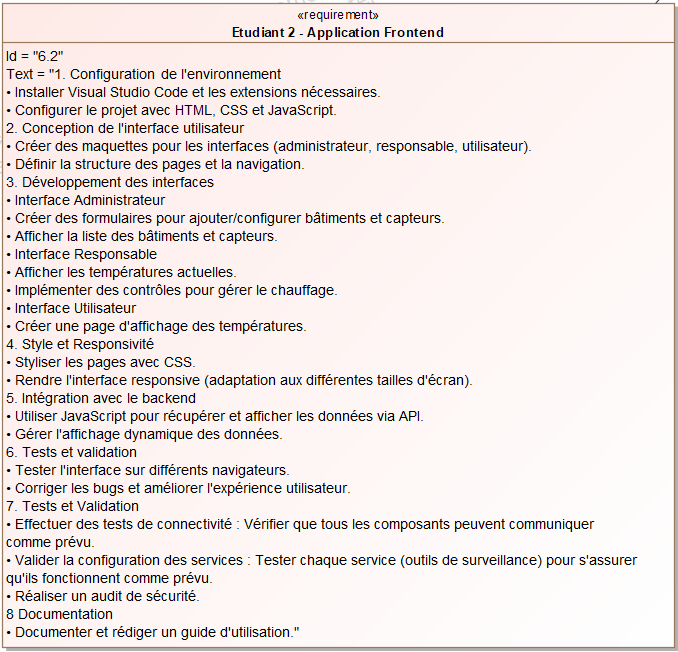 «requirement»
Etudiant 2 - Application Frontend
Id = "6.2"
Text = "1. Configuration de l'environnement
• Installer Visual Studio Code et les extensions nécessaires.
• Configurer le projet avec HTML, CSS et JavaScript.
2. Conception de l'interface utilisateur
• Créer des maquettes pour les interfaces (administrateur, responsable, utilisateur).
• Définir la structure des pages et la navigation.
3. Développement des interfaces
• Interface Administrateur
• Créer des formulaires pour ajouter/configurer bâtiments et capteurs.
• Afficher la liste des bâtiments et capteurs.
• Interface Responsable
• Afficher les températures actuelles.
• Implémenter des contrôles pour gérer le chauffage.
• Interface Utilisateur
• Créer une page d'affichage des températures.
4. Style et Responsivité
• Styliser les pages avec CSS.
• Rendre l'interface responsive (adaptation aux différentes tailles d'écran).
5. Intégration avec le backend
• Utiliser JavaScript pour récupérer et afficher les données via API.
• Gérer l'affichage dynamique des données.
6. Tests et validation
• Tester l'interface sur différents navigateurs.
• Corriger les bugs et améliorer l'expérience utilisateur.
7. Tests et Validation
• Effectuer des tests de connectivité : Vérifier que tous les composants peuvent communiquer
comme prévu.
• Valider la configuration des services : Tester chaque service (outils de surveillance) pour s'assurer
qu'ils fonctionnent comme prévu.
• Réaliser un audit de sécurité.
8 Documentation
• Documenter et rédiger un guide d'utilisation."